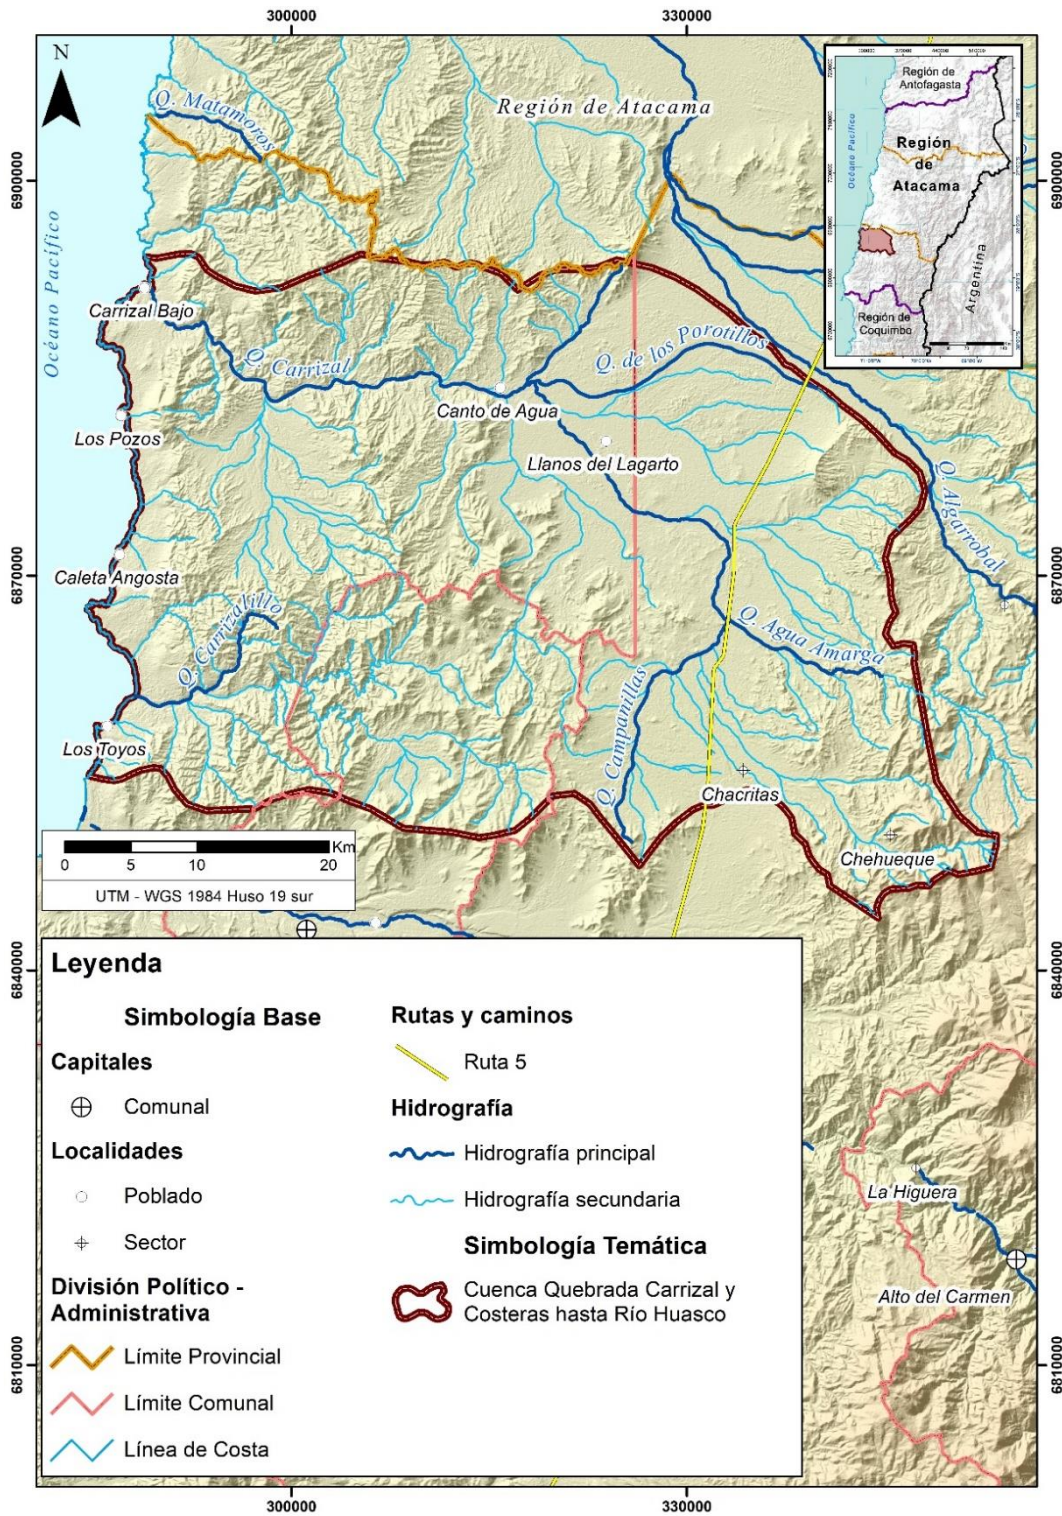 300000
330000
N
Q. Matamoros
Región de Atacama
6900000
6900000
Océano Pacífico
Carrizal Bajo
Q. Carrizal
Q. de los Porotillos
Canto de Agua
Los Pozos
Llanos del Lagarto
Q. Algarrobal
Caleta Angosta
6870000
6870000
Q. Carrizalillo
Q. Agua Amarga
Q. Campanillas
Los Toyos
Chacritas
Chehueque
Km
0 5 10 20
UTM - WGS 1984 Huso 19 sur
6840000
6840000
La Higuera
Alto del Carmen
6810000
6810000
300000
330000
Región de
Antofagasta
Océano Pacífico
Región
de
Atacama
Argentina
Región de
Coquimbo
Leyenda
Simbología Base
Capitales
Comunal
Localidades
Poblado
Sector
División Político -
Administrativa
Límite Provincial
Límite Comunal
Línea de Costa
Rutas y caminos
Ruta 5
Hidrografía
Hidrografía principal
Hidrografía secundaria
Simbología Temática
Cuenca Quebrada Carrizal y
Costeras hasta Río Huasco